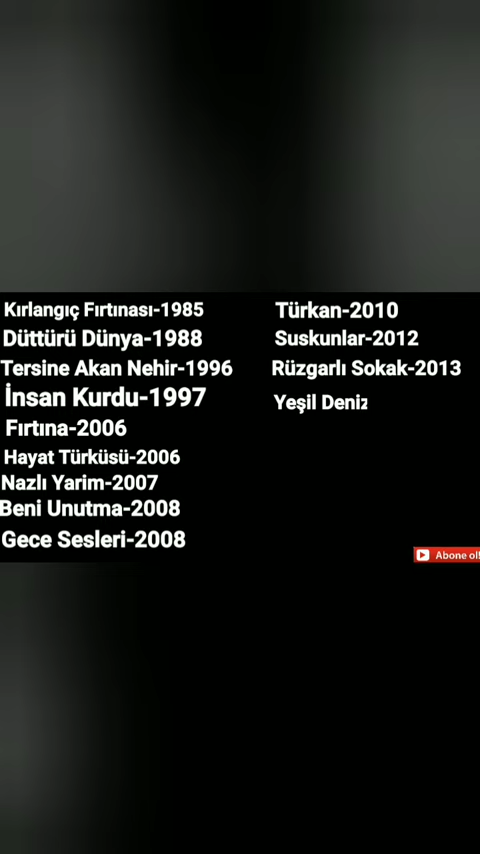 Kırlangıç Fırtınası-1985
Düttürü Dünya-1988
Tersine Akan Nehir-1996
İnsan Kurdu-1997
Fırtına-2006
Hayat Türküsü-2006
Nazlı Yarim-2007
Beni Unutma-2008
Gece Sesleri-2008
Türkan-2010
Suskunlar-2012
Rüzgarlı Sokak-2013
Yeşil Deniz
Abone ol!